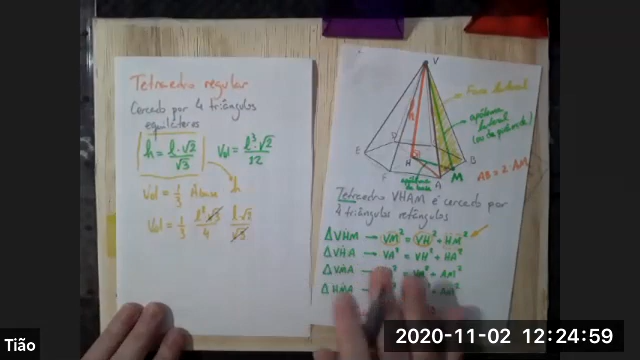 Tetraedro regular
Cercado por 4 triângulos
equiláteros
h = l·√2 / √3
Vol = l³·√2 / 12
Vol = 1/3 Abase · h
Vol = 1/3 · l²·√3 / 4 · l·√2 / √3
V
Face lateral
apótema
lateral
(ou da pirâmide)
h
D
E
F
H
A
M
B
apótema
da base
AB = 2·AM
Tetraedro VHAM é cercado por
4 triângulos retângulos
ΔVHM → VM² = VH² + HM²
ΔVHA → VA² = VH² + HA²
ΔVMA → + AM²
ΔHMA
Tião
2020-11-02 12:24:59